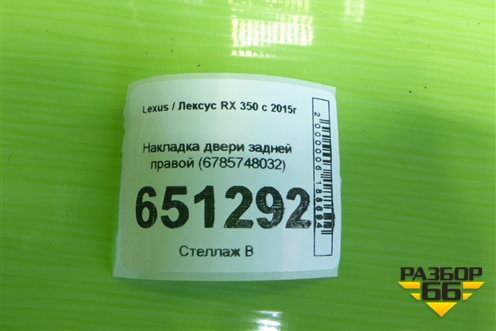 Lexus / Лексус RX 350 с 2015г
Накладка двери задней
правой (6785748032)
651292
Стеллаж В
РАЗБОР
66